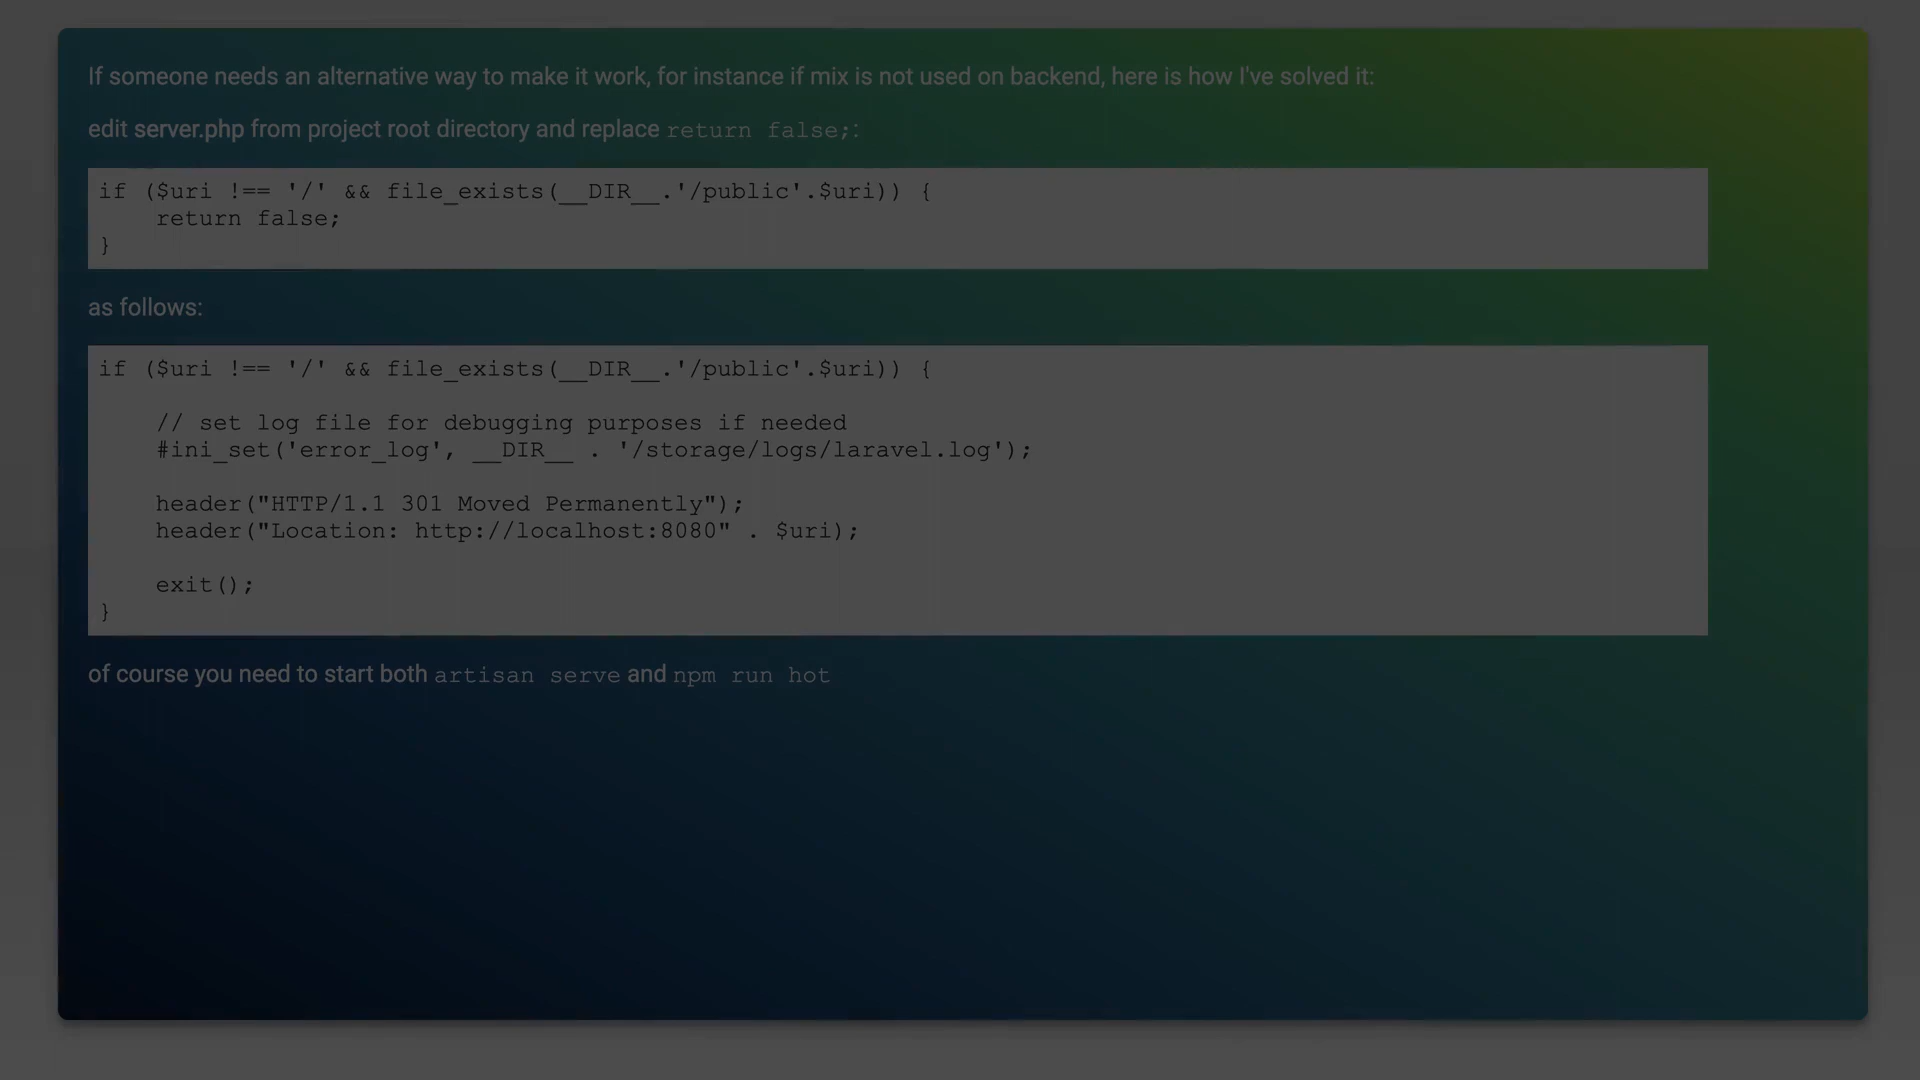 If someone needs an alternative way to make it work, for instance if mix is not used on backend, here is how I've solved it:
edit server.php from project root directory and replace return false;:
if ($uri !== '/' && file_exists(__DIR__.'/public'.$uri)) {
    return false;
}
as follows:
if ($uri !== '/' && file_exists(__DIR__.'/public'.$uri)) {
    // set log file for debugging purposes if needed
    #ini_set('error_log', __DIR__ . '/storage/logs/laravel.log');
    header("HTTP/1.1 301 Moved Permanently");
    header("Location: http://localhost:8080" . $uri);
    exit();
}
of course you need to start both artisan serve and npm run hot